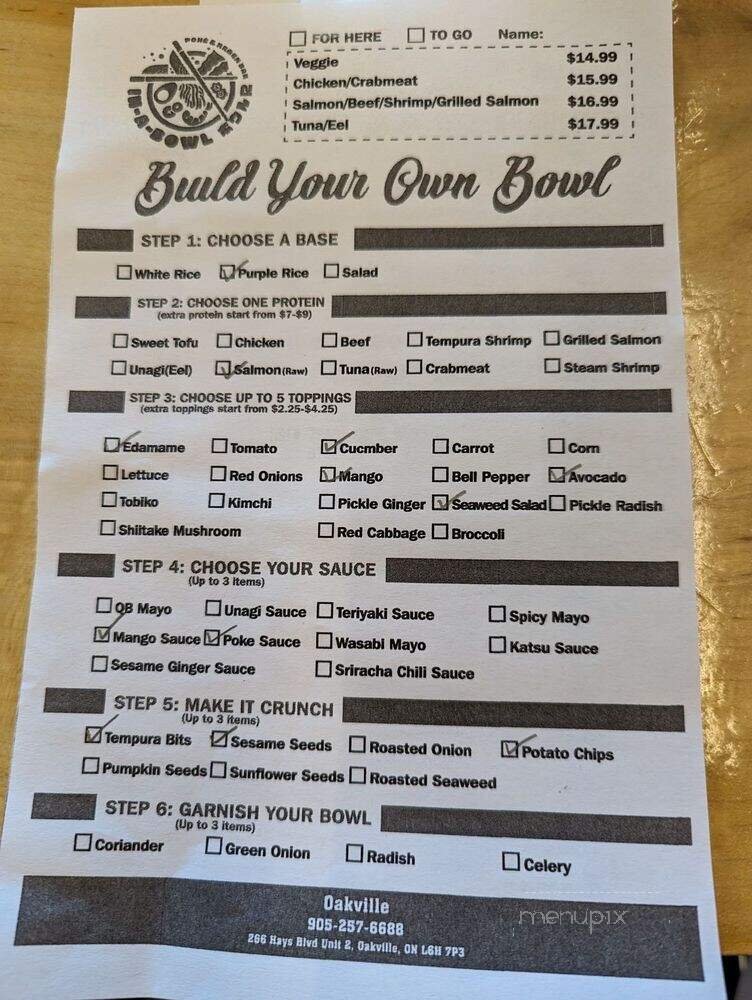 POKÉ & RAMEN BAR
IN-A-BOWL
FOR HERE TO GO Name:
Veggie $14.99
Chicken/Crabmeat $15.99
Salmon/Beef/Shrimp/Grilled Salmon $16.99
Tuna/Eel $17.99
Build Your Own Bowl
STEP 1: CHOOSE A BASE
White Rice Purple Rice Salad
STEP 2: CHOOSE ONE PROTEIN
(extra protein start from $7-$9)
Sweet Tofu Chicken Beef Tempura Shrimp Grilled Salmon
Unagi(Eel) Salmon(Raw) Tuna(Raw) Crabmeat Steam Shrimp
STEP 3: CHOOSE UP TO 5 TOPPINGS
(extra toppings start from $2.25-$4.25)
Edamame Tomato Cucmber Carrot Corn
Lettuce Red Onions Mango Bell Pepper Avocado
Tobiko Kimchi Pickle Ginger Seaweed Salad Pickle Radish
Shiitake Mushroom Red Cabbage Broccoli
STEP 4: CHOOSE YOUR SAUCE
(Up to 3 items)
QB Mayo Unagi Sauce Teriyaki Sauce Spicy Mayo
Mango Sauce Poke Sauce Wasabi Mayo Katsu Sauce
Sesame Ginger Sauce Sriracha Chili Sauce
STEP 5: MAKE IT CRUNCH
(Up to 3 items)
Tempura Bits Sesame Seeds Roasted Onion Potato Chips
Pumpkin Seeds Sunflower Seeds Roasted Seaweed
STEP 6: GARNISH YOUR BOWL
(Up to 3 items)
Coriander Green Onion Radish Celery
Oakville
905-257-6688
266 Hays Blvd Unit 2, Oakville, ON L6H 7P3
menupix